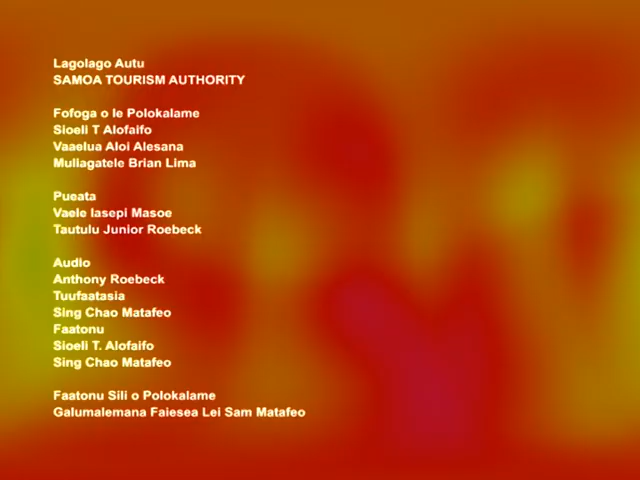 Lagolago Autu
SAMOA TOURISM AUTHORITY
Fofoga o le Polokalame
Sioeli T Alofaifo
Vaaelua Aloi Alesana
Muliagatele Brian Lima
Pueata
Vaele Iasepi Masoe
Tautulu Junior Roebeck
Audio
Anthony Roebeck
Tuufaatasia
Sing Chao Matafeo
Faatonu
Sioeli T. Alofaifo
Sing Chao Matafeo
Faatonu Sili o Polokalame
Galumalemana Faiesea Lei Sam Matafeo